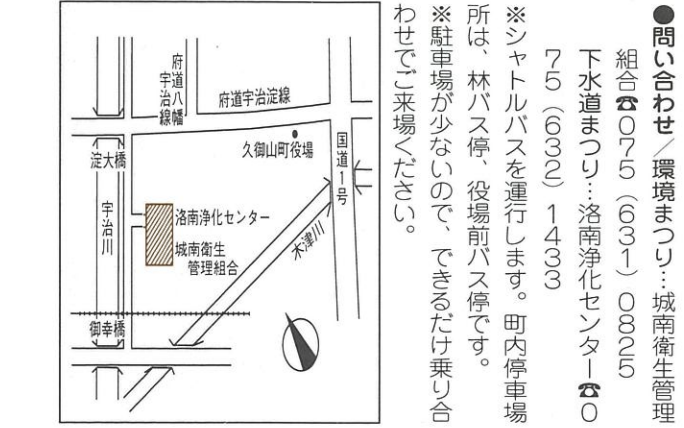 ●問い合わせ／環境まつり…城南衛生管理
組合☎075（631）0825
下水道まつり…洛南浄化センター☎0
75（632）1433
※シャトルバスを運行します。町内停車場
所は、林バス停、役場前バス停です。
※駐車場が少ないので、できるだけ乗り合
わせでご来場ください。
府道八幡
宇治線
府道宇治淀線
久御山町役場
国道1号
淀大橋
宇治川
洛南浄化センター
城南衛生
管理組合
木津川
御幸橋